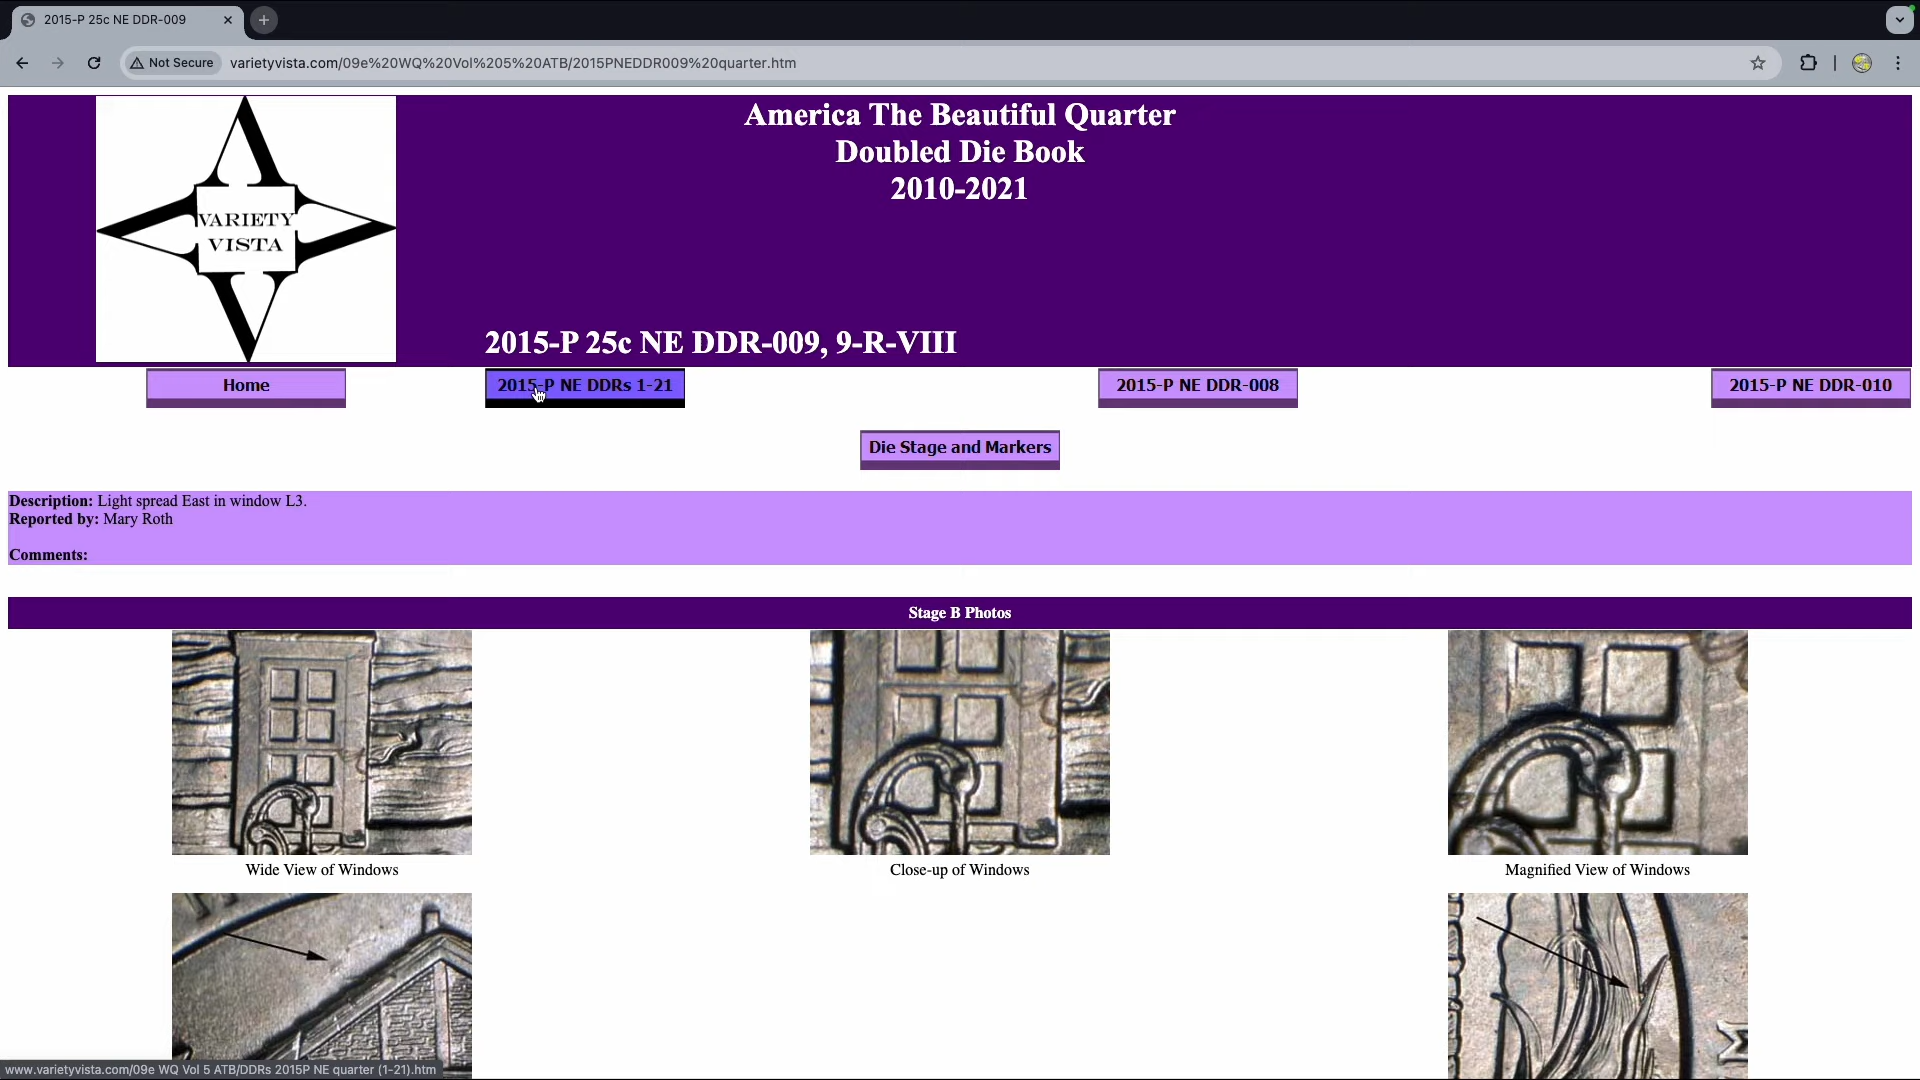 2015-P 25c NE DDR-009
Not Secure
varietyvista.com/09e%20WQ%20Vol%205%20ATB/2015PNEDDR009%20quarter.htm
America The Beautiful Quarter
Doubled Die Book
2010-2021
VARIETY
VISTA
2015-P 25c NE DDR-009, 9-R-VIII
Home
2015-P NE DDRs 1-21
2015-P NE DDR-008
2015-P NE DDR-010
Die Stage and Markers
Description: Light spread East in window L3.
Reported by: Mary Roth
Comments:
Stage B Photos
Wide View of Windows
Close-up of Windows
Magnified View of Windows
M
www.varietyvista.com/09e WQ Vol 5 ATB/DDRs 2015P NE quarter (1-21).htm